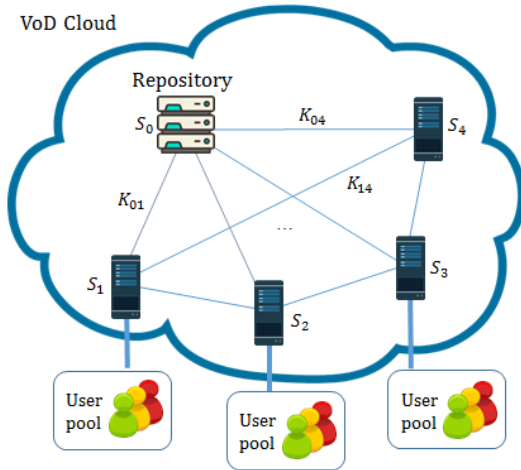 VoD Cloud
Repository
S₀
K₀₄
S₄
K₀₁
K₁₄
...
S₁
S₂
S₃
User
pool
User
pool
User
pool